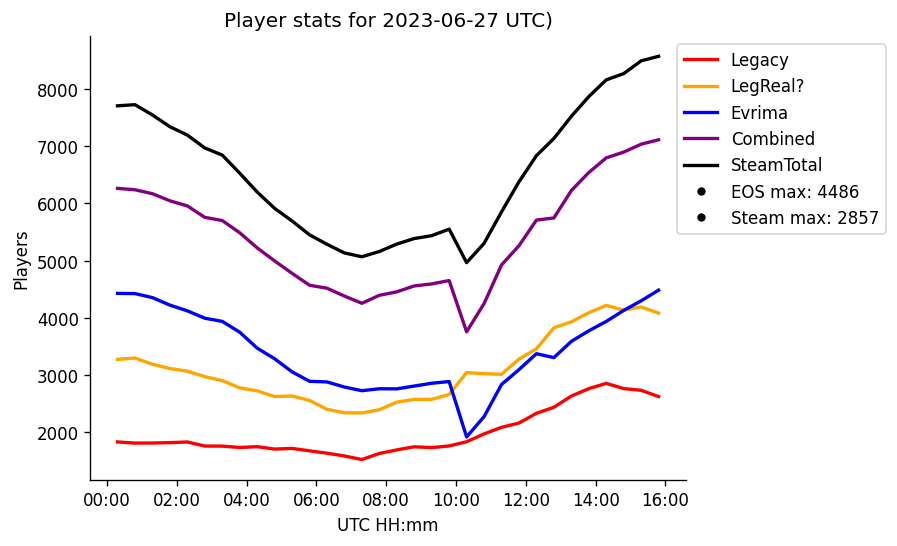 Player stats for 2023-06-27 UTC)
Legacy
LegReal?
Evrima
Combined
SteamTotal
EOS max: 4486
Steam max: 2857
Players
8000
7000
6000
5000
4000
3000
2000
00:00 02:00 04:00 06:00 08:00 10:00 12:00 14:00 16:00
UTC HH:mm